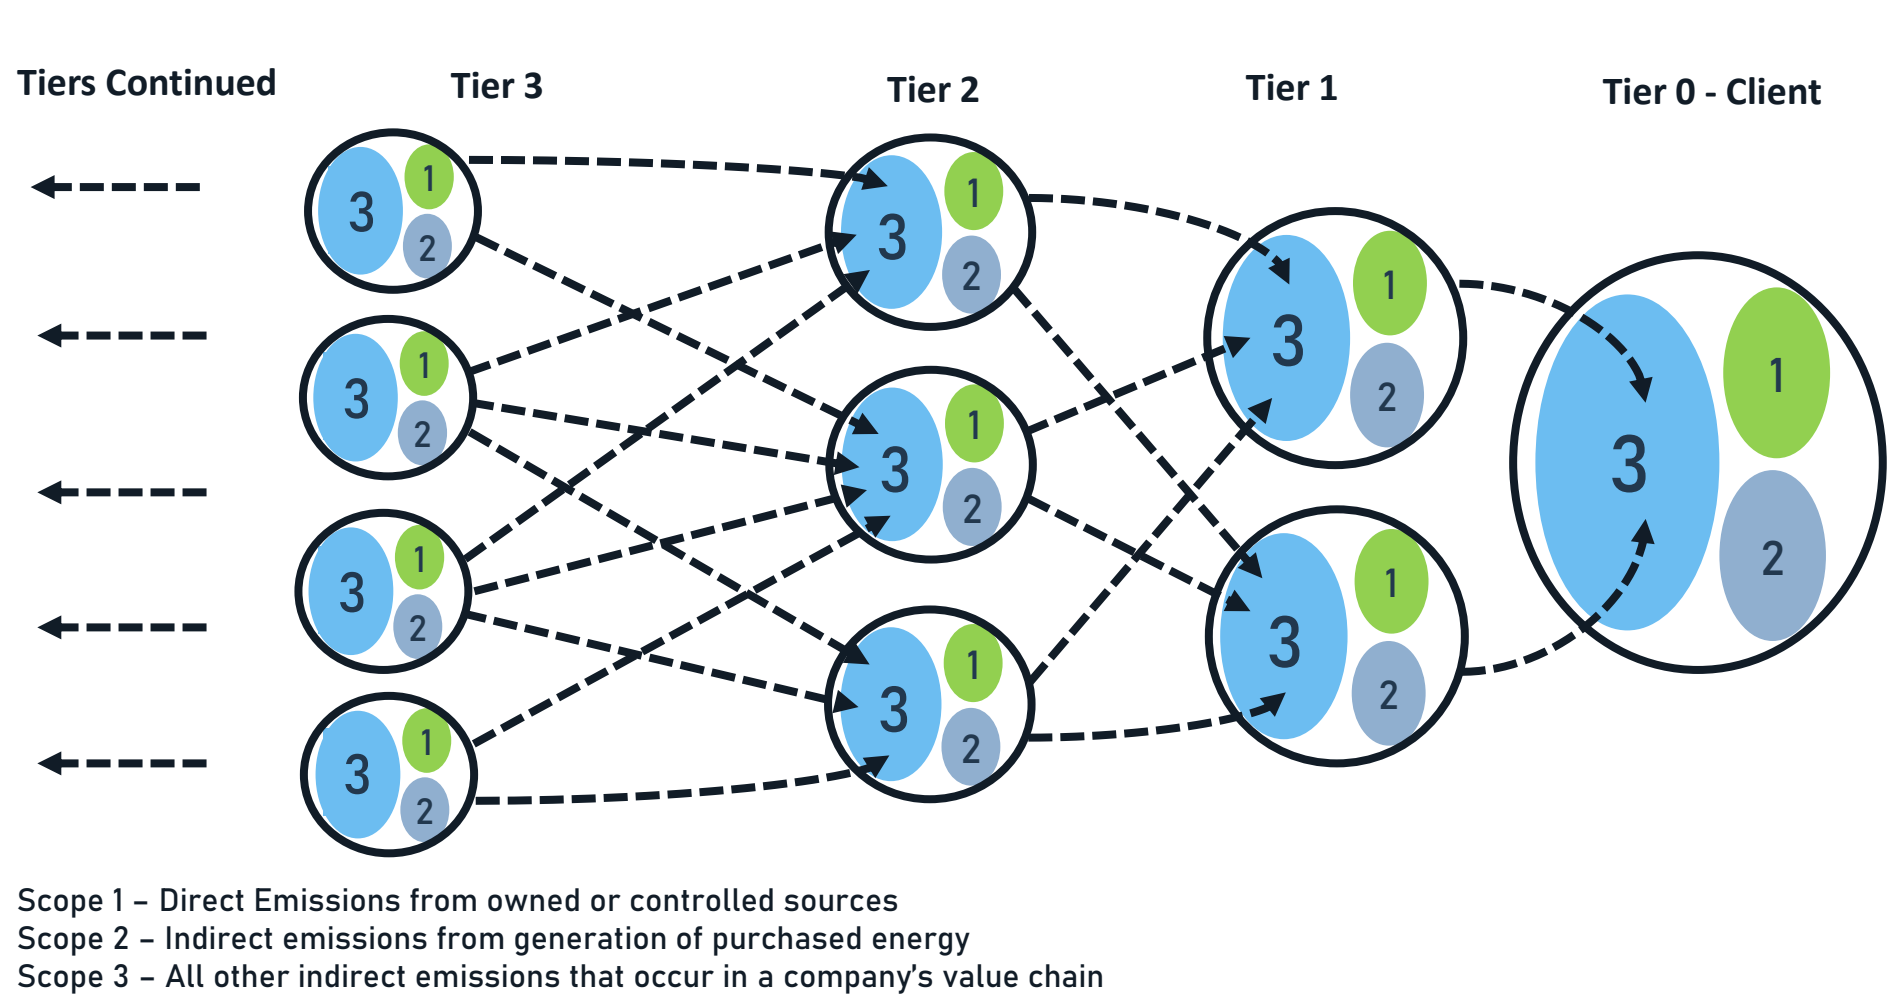 Tiers Continued
Tier 3
Tier 2
Tier 1
Tier 0 - Client
3 1 2
3 1 2
3 1 2
3 1 2
3 1 2
3 1 2
3 1 2
3 1 2
3 1 2
3 1 2
Scope 1 – Direct Emissions from owned or controlled sources
Scope 2 – Indirect emissions from generation of purchased energy
Scope 3 – All other indirect emissions that occur in a company's value chain